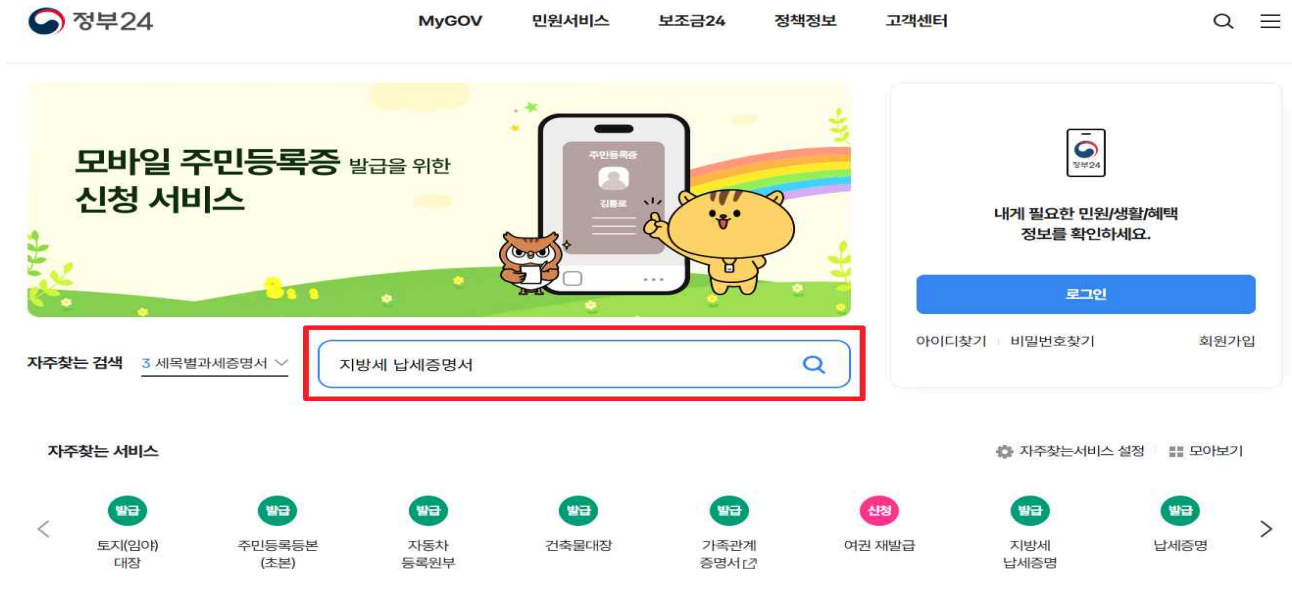 정부24
MyGOV 민원서비스 보조금24 정책정보 고객센터
모바일 주민등록증 발급을 위한
신청 서비스
주민등록증
김통로
정부24
내게 필요한 민원/생활/혜택
정보를 확인하세요.
로그인
아이디찾기 비밀번호찾기 회원가입
자주찾는 검색 3 세목별과세증명서
지방세 납세증명서
자주찾는 서비스
자주찾는서비스 설정 모아보기
발급 발급 발급 발급 발급 신청 발급 발급
토지(임야) 주민등록등본 자동차 건축물대장 가족관계 여권 재발급 지방세 납세증명
대장 (초본) 등록원부 증명서 납세증명